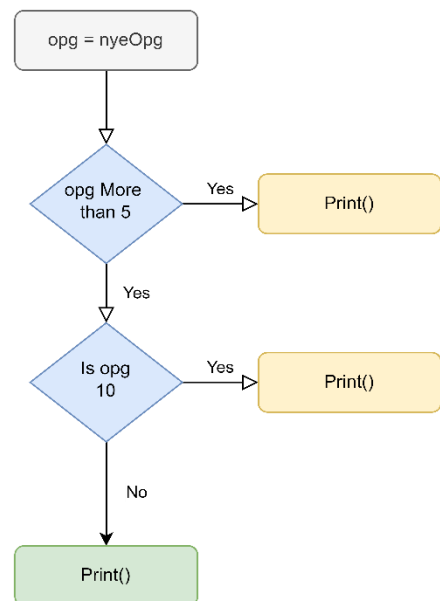 opg = nyeOpg
opg More
than 5
Yes
Print()
Yes
Is opg
10
Yes
Print()
No
Print()